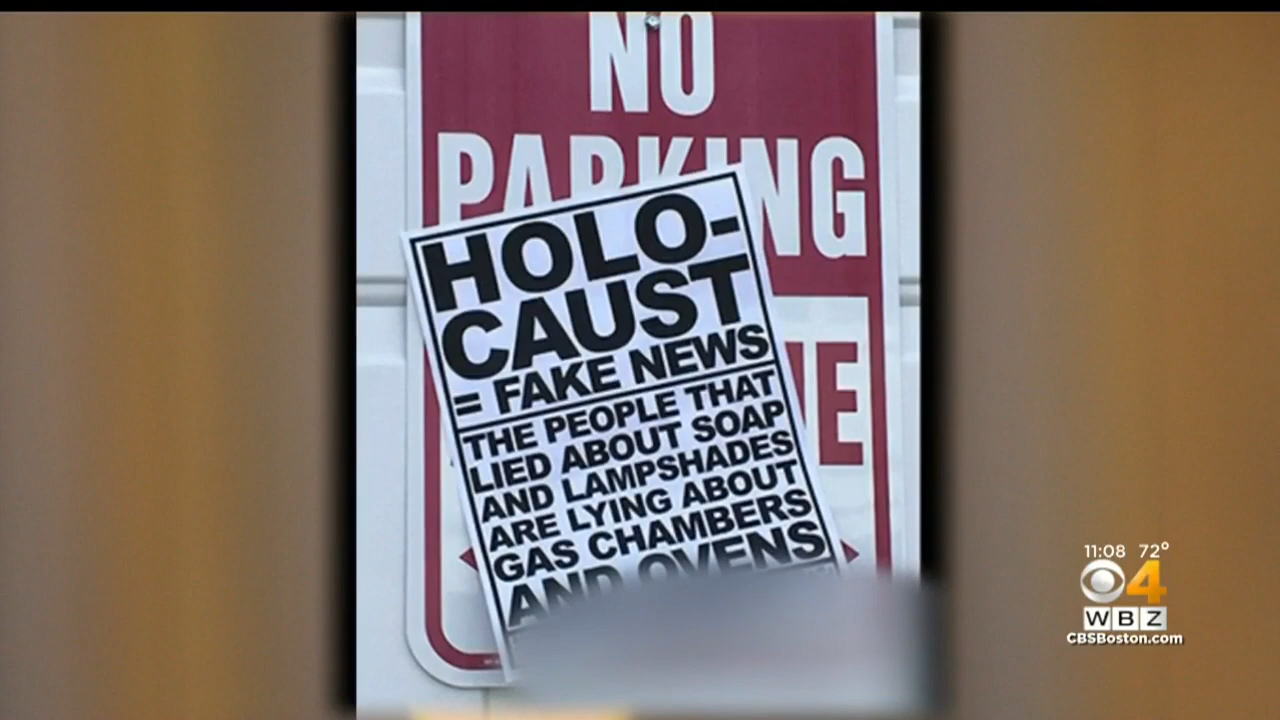 NO
PARKING
HOLO-
CAUST
= FAKE NEWS
THE PEOPLE THAT
LIED ABOUT SOAP
AND LAMPSHADES
ARE LYING ABOUT
GAS CHAMBERS
AND OVENS
11:08 72°
4
WBZ
CBSBoston.com